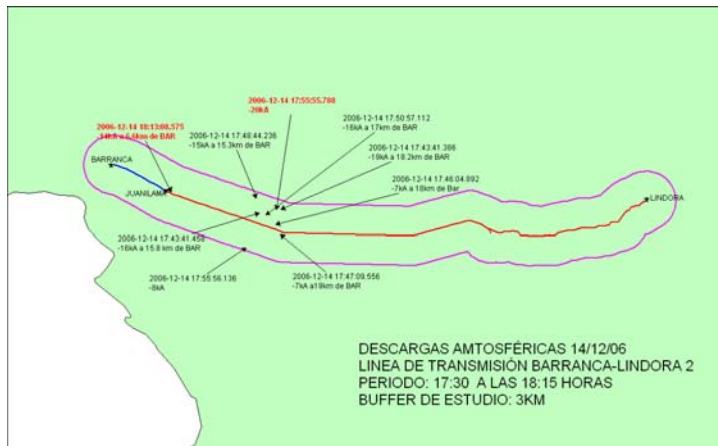 2006-12-14 17:55:55.788
-20kA
2006-12-14 17:50:57.112
-16kA a 17km de BAR
2006-12-14 18:13:08.575
-14kA a 6.6km de BAR
2006-12-14 17:48:44.236
-15kA a 15.3km de BAR
2006-12-14 17:43:41.386
-19kA a 18.2km de BAR
BARRANCA
2006-12-14 17:46:04.892
-7kA a 18km de Bar
JUANILAMA
LINDORA
2006-12-14 17:43:41.458
-16kA a 15.8 km de BAR
2006-12-14 17:55:56.136
-8kA
2006-12-14 17:47:09.556
-7kA a19km de BAR
DESCARGAS AMTOSFÉRICAS 14/12/06
LINEA DE TRANSMISIÓN BARRANCA-LINDORA 2
PERIODO: 17:30 A LAS 18:15 HORAS
BUFFER DE ESTUDIO: 3KM